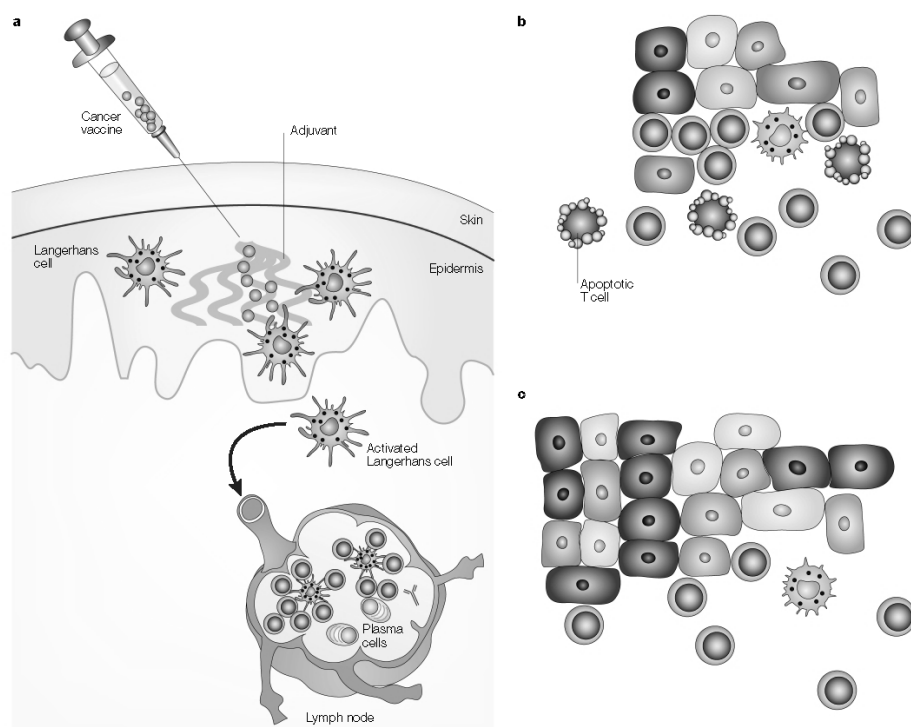 a
Cancer
vaccine
Adjuvant
Skin
Langerhans
cell
Epidermis
Activated
Langerhans cell
Plasma
cells
Lymph node
b
Apoptotic
T cell
c